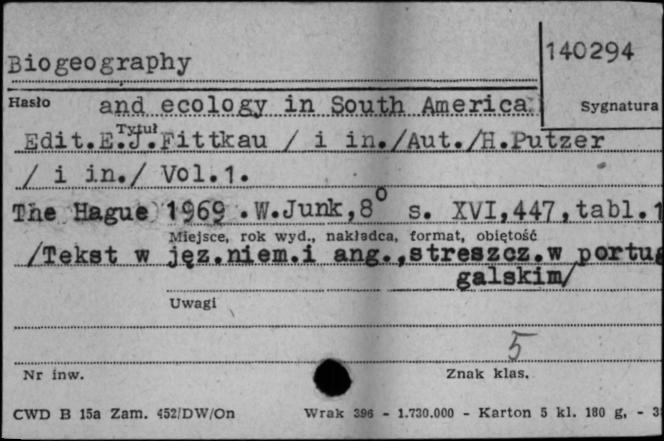 140294
Biogeography
Hasło and ecology in South America. Sygnatura
Tytuł
Edit.E.J.Fittkau / i in./Aut./H.Putzer
/ i in./ Vol.1.
The Hague 1969 .W.Junk,8° s. XVI,447,tabl.1
Miejsce, rok wyd., nakładca, format, objętość
/Tekst w jęz.niem.i ang.,streszcz.w portu
galskim/
Uwagi
5
Nr inw. Znak klas.
CWD B 15a Zam. 452/DW/On Wrak 396 - 1.730.000 - Karton 5 kl. 180 g, - 3